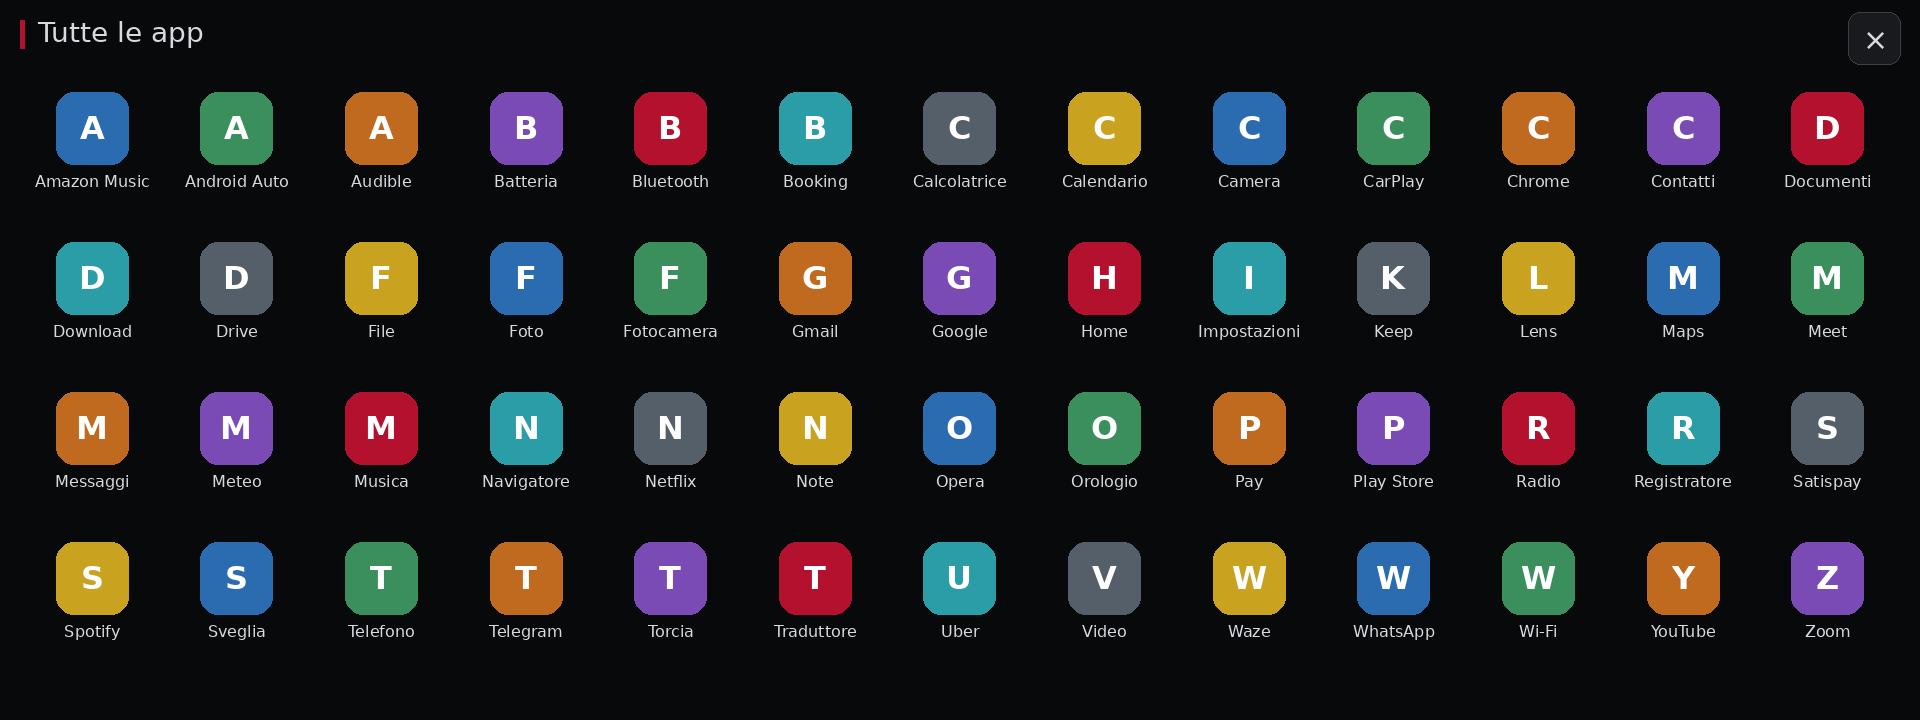 Tutte le app
×
A A A B B B C C C C C C D
Amazon Music Android Auto Audible Batteria Bluetooth Booking Calcolatrice Calendario Camera CarPlay Chrome Contatti Documenti
D D F F F G G H I K L M M
Download Drive File Foto Fotocamera Gmail Google Home Impostazioni Keep Lens Maps Meet
M M M N N N O O P P R R S
Messaggi Meteo Musica Navigatore Netflix Note Opera Orologio Pay Play Store Radio Registratore Satispay
S S T T T T U V W W W Y Z
Spotify Sveglia Telefono Telegram Torcia Traduttore Uber Video Waze WhatsApp Wi-Fi YouTube Zoom